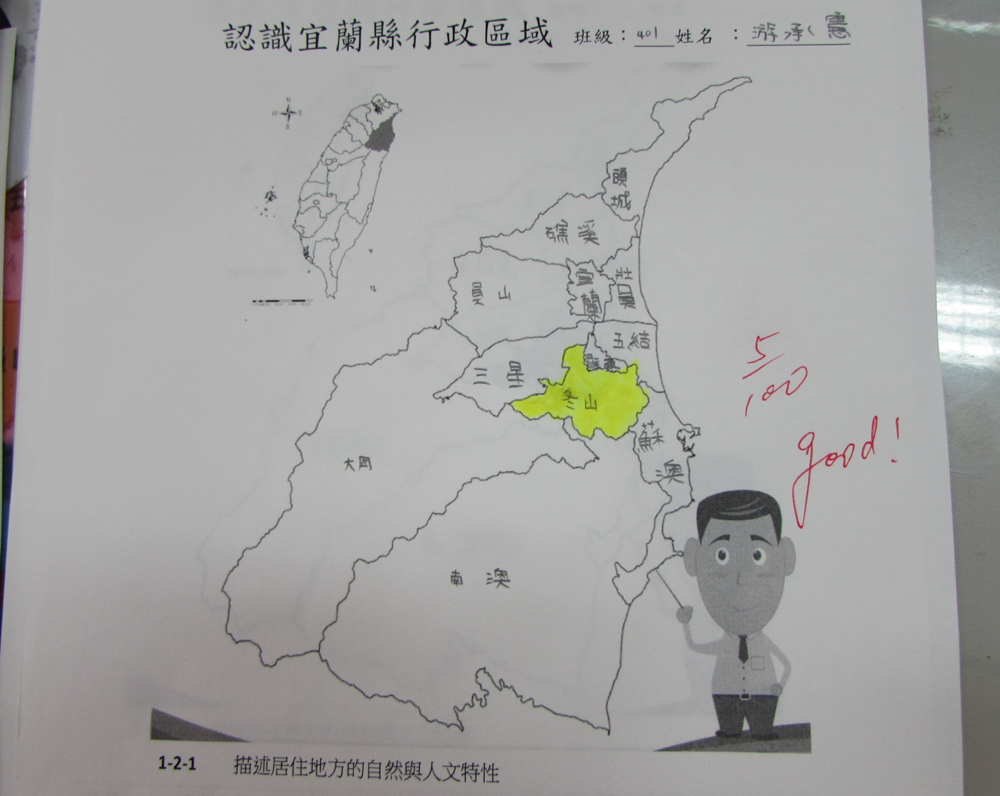 認識宜蘭縣行政區域 班級：401 姓名 ：游承憲
N
W E
S
頭城
礁溪
宜蘭
壯圍
員山
五結
羅東
三星
冬山
蘇澳
大同
南澳
5/100
good!
1-2-1 描述居住地方的自然與人文特性